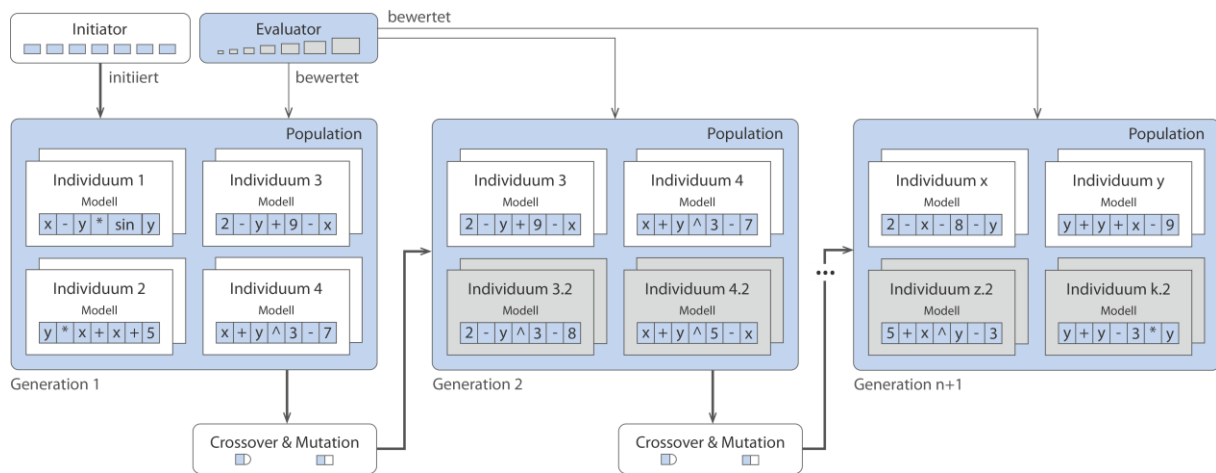 Initiator
Evaluator
bewertet
initiiert
bewertet
Population
Individuum 1
Modell
x - y * sin y
Individuum 3
Modell
2 - y + 9 - x
Individuum 2
Modell
y * x + x + 5
Individuum 4
Modell
x + y ^ 3 - 7
Generation 1
Crossover & Mutation
Population
Individuum 3
Modell
2 - y + 9 - x
Individuum 4
Modell
x + y ^ 3 - 7
Individuum 3.2
Modell
2 - y ^ 3 - 8
Individuum 4.2
Modell
x + y ^ 5 - x
Generation 2
Crossover & Mutation
...
Population
Individuum x
Modell
2 - x - 8 - y
Individuum y
Modell
y + y + x - 9
Individuum z.2
Modell
5 + x ^ y - 3
Individuum k.2
Modell
y + y - 3 * y
Generation n+1